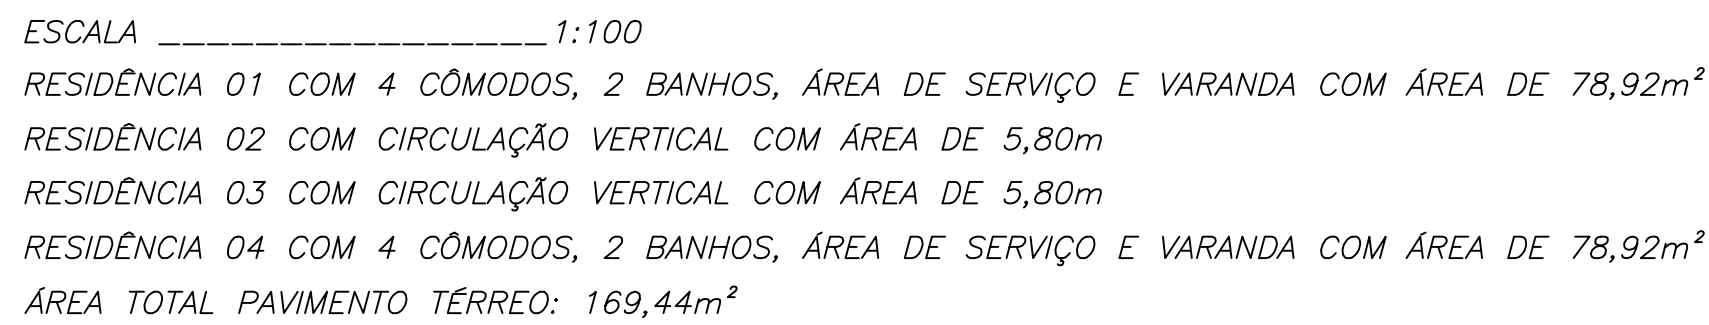 ESCALA ________________1:100
RESIDÊNCIA 01 COM 4 CÔMODOS, 2 BANHOS, ÁREA DE SERVIÇO E VARANDA COM ÁREA DE 78,92m²
RESIDÊNCIA 02 COM CIRCULAÇÃO VERTICAL COM ÁREA DE 5,80m
RESIDÊNCIA 03 COM CIRCULAÇÃO VERTICAL COM ÁREA DE 5,80m
RESIDÊNCIA 04 COM 4 CÔMODOS, 2 BANHOS, ÁREA DE SERVIÇO E VARANDA COM ÁREA DE 78,92m²
ÁREA TOTAL PAVIMENTO TÉRREO: 169,44m²